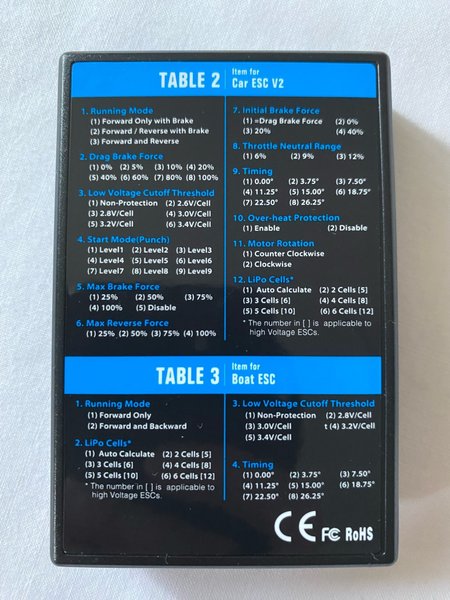 TABLE 2 Item for Car ESC V2
1. Running Mode
(1) Forward Only with Brake
(2) Forward / Reverse with Brake
(3) Forward and Reverse
2. Drag Brake Force
(1) 0% (2) 5% (3) 10% (4) 20%
(5) 40% (6) 60% (7) 80% (8) 100%
3. Low Voltage Cutoff Threshold
(1) Non-Protection (2) 2.6V/Cell
(3) 2.8V/Cell (4) 3.0V/Cell
(5) 3.2V/Cell (6) 3.4V/Cell
4. Start Mode(Punch)
(1) Level1 (2) Level2 (3) Level3
(4) Level4 (5) Level5 (6) Level6
(7) Level7 (8) Level8 (9) Level9
5. Max Brake Force
(1) 25% (2) 50% (3) 75%
(4) 100% (5) Disable
6. Max Reverse Force
(1) 25% (2) 50% (3) 75% (4) 100%
7. Initial Brake Force
(1) =Drag Brake Force (2) 0%
(3) 20% (4) 40%
8. Throttle Neutral Range
(1) 6% (2) 9% (3) 12%
9. Timing
(1) 0.00° (2) 3.75° (3) 7.50°
(4) 11.25° (5) 15.00° (6) 18.75°
(7) 22.50° (8) 26.25°
10. Over-heat Protection
(1) Enable (2) Disable
11. Motor Rotation
(1) Counter Clockwise
(2) Clockwise
12. LiPo Cells*
(1) Auto Calculate (2) 2 Cells [5]
(3) 3 Cells [6] (4) 4 Cells [8]
(5) 5 Cells [10] (6) 6 Cells [12]
* The number in [ ] is applicable to
high Voltage ESCs.
TABLE 3 Item for Boat ESC
1. Running Mode
(1) Forward Only
(2) Forward and Backward
2. LiPo Cells*
(1) Auto Calculate (2) 2 Cells [5]
(3) 3 Cells [6] (4) 4 Cells [8]
(5) 5 Cells [10] (6) 6 Cells [12]
* The number in [ ] is applicable to
high Voltage ESCs.
3. Low Voltage Cutoff Threshold
(1) Non-Protection (2) 2.8V/Cell
(3) 3.0V/Cell t (4) 3.2V/Cell
(5) 3.4V/Cell
4. Timing
(1) 0.00° (2) 3.75° (3) 7.50°
(4) 11.25° (5) 15.00° (6) 18.75°
(7) 22.50° (8) 26.25°
CE FC RoHS